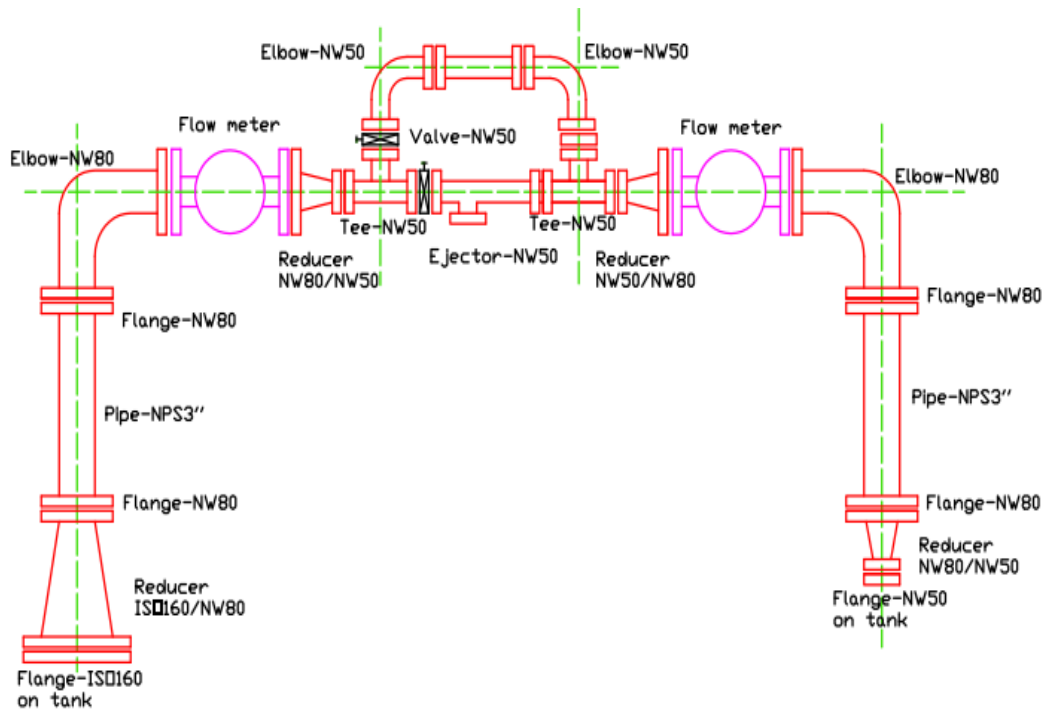 Elbow-NW50
Elbow-NW50
Flow meter
Valve-NW50
Flow meter
Elbow-NW80
Elbow-NW80
Tee-NW50
Tee-NW50
Ejector-NW50
Reducer
NW80/NW50
Reducer
NW50/NW80
Flange-NW80
Flange-NW80
Pipe-NPS3″
Pipe-NPS3″
Flange-NW80
Flange-NW80
Reducer
NW80/NW50
Reducer
ISO160/NW80
Flange-NW50
on tank
Flange-ISO160
on tank